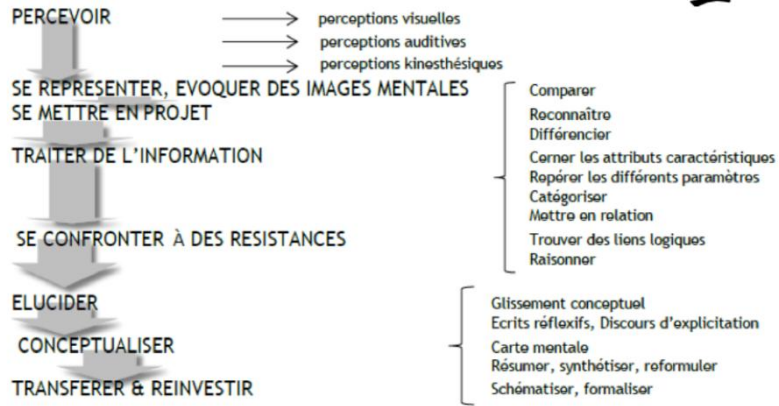 PERCEVOIR
perceptions visuelles
perceptions auditives
perceptions kinesthésiques
SE REPRESENTER, EVOQUER DES IMAGES MENTALES
SE METTRE EN PROJET
TRAITER DE L'INFORMATION
SE CONFRONTER À DES RESISTANCES
Comparer
Reconnaître
Différencier
Cerner les attributs caractéristiques
Repérer les différents paramètres
Catégoriser
Mettre en relation
Trouver des liens logiques
Raisonner
ELUCIDER
CONCEPTUALISER
TRANSFERER & REINVESTIR
Glissement conceptuel
Ecrits réflexifs, Discours d'explicitation
Carte mentale
Résumer, synthétiser, reformuler
Schématiser, formaliser